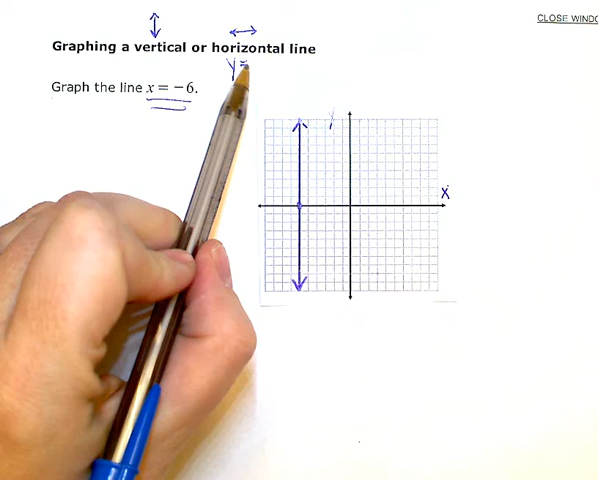 CLOSE WINDO
Graphing a vertical or horizontal line
y=
Graph the line x = −6.
y
x